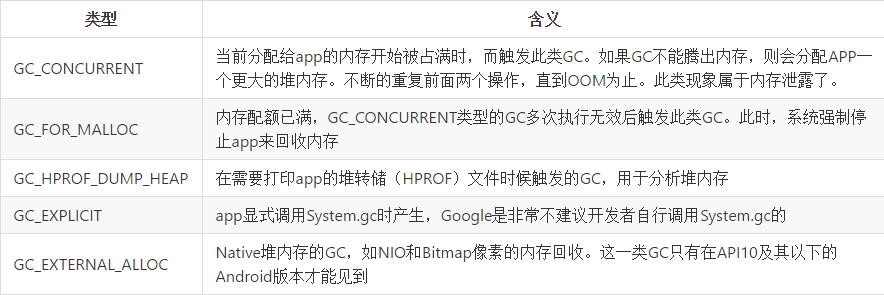 类型 含义
GC_CONCURRENT 当前分配给app的内存开始被占满时，而触发此类GC。如果GC不能腾出内存，则会分配APP一
个更大的堆内存。不断的重复前面两个操作，直到OOM为止。此类现象属于内存泄露了。
GC_FOR_MALLOC 内存配额已满，GC_CONCURRENT类型的GC多次执行无效后触发此类GC。此时，系统强制停
止app来回收内存
GC_HPROF_DUMP_HEAP 在需要打印app的堆转储（HPROF）文件时候触发的GC，用于分析堆内存
GC_EXPLICIT app显式调用System.gc时产生，Google是非常不建议开发者自行调用System.gc的
GC_EXTERNAL_ALLOC Native堆内存的GC，如NIO和Bitmap像素的内存回收。这一类GC只有在API10及其以下的
Android版本才能见到